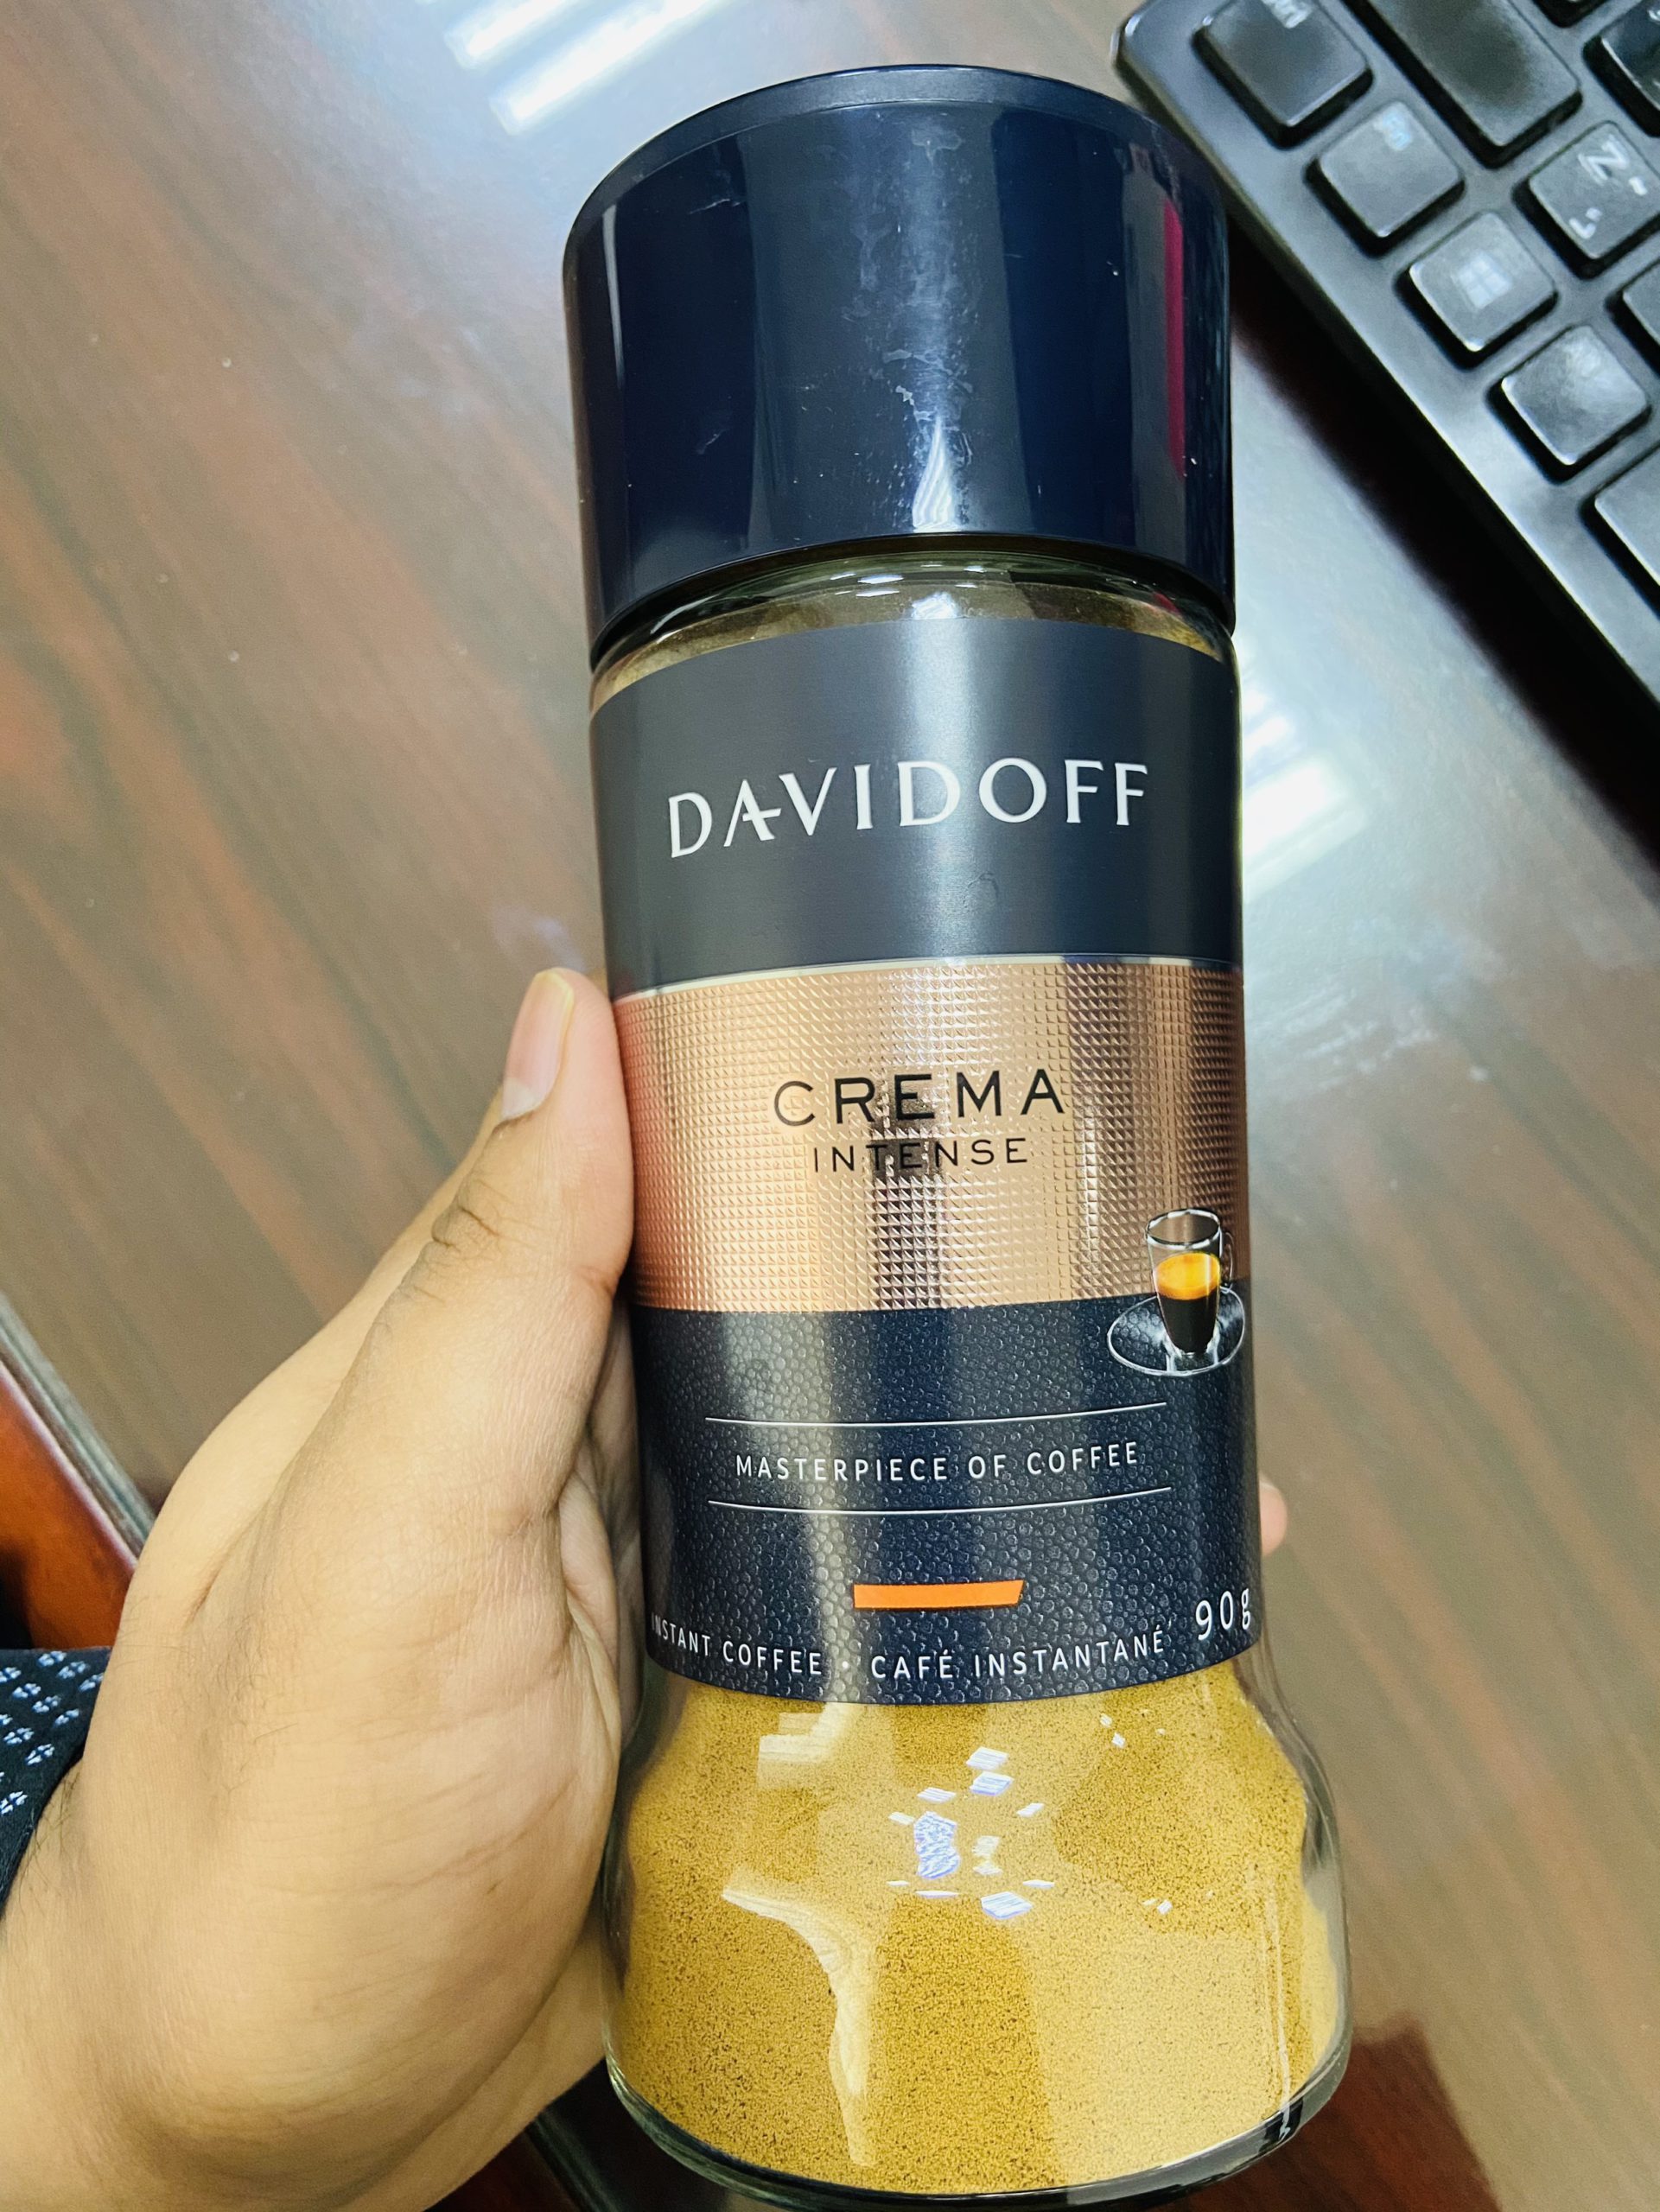 DAVIDOFF
CREMA
INTENSE
MASTERPIECE OF COFFEE
INSTANT COFFEE · CAFÉ INSTANTANÉ 90g
Z